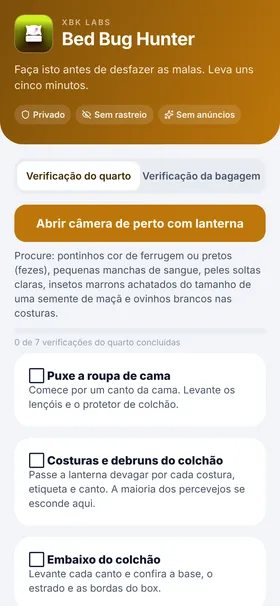 XBK LABS
Bed Bug Hunter
Faça isto antes de desfazer as malas. Leva uns
cinco minutos.
Privado
Sem rastreio
Sem anúncios
Verificação do quarto
Verificação da bagagem
Abrir câmera de perto com lanterna
Procure: pontinhos cor de ferrugem ou pretos
(fezes), pequenas manchas de sangue, peles soltas
claras, insetos marrons achatados do tamanho de
uma semente de maçã e ovinhos brancos nas
costuras.
0 de 7 verificações do quarto concluídas
Puxe a roupa de cama
Comece por um canto da cama. Levante os
lençóis e o protetor de colchão.
Costuras e debruns do colchão
Passe a lanterna devagar por cada costura,
etiqueta e canto. A maioria dos percevejos se
esconde aqui.
Embaixo do colchão
Levante cada canto e confira a base, o
estrado e as bordas do box.